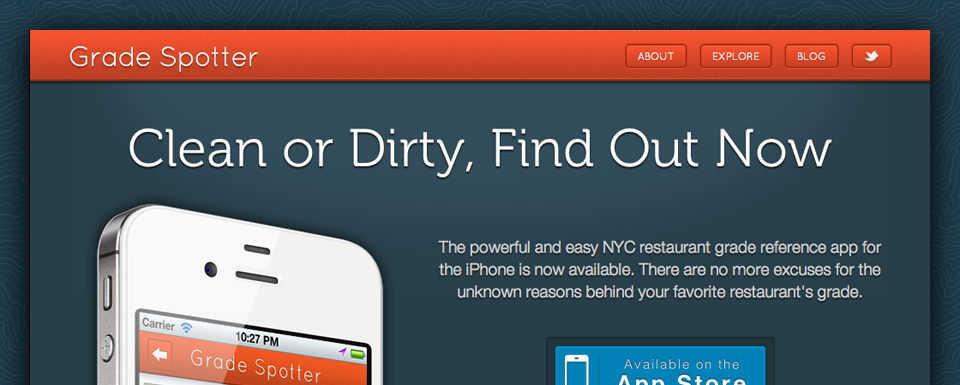 Grade Spotter
ABOUT
EXPLORE
BLOG
Clean or Dirty, Find Out Now
The powerful and easy NYC restaurant grade reference app for
the iPhone is now available. There are no more excuses for the
unknown reasons behind your favorite restaurant's grade.
Carrier
10:27 PM
Grade Spotter
Available on the
App Store